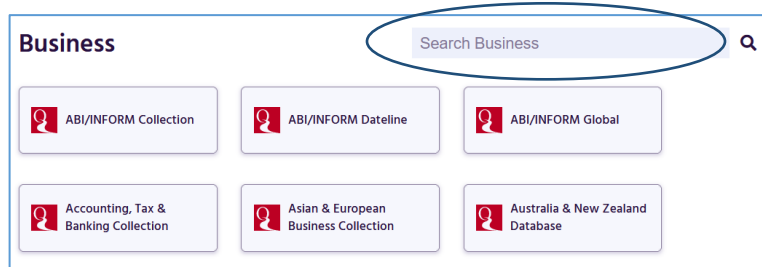 Business
Search Business
ABI/INFORM Collection
ABI/INFORM Dateline
ABI/INFORM Global
Accounting, Tax &
Banking Collection
Asian & European
Business Collection
Australia & New Zealand
Database